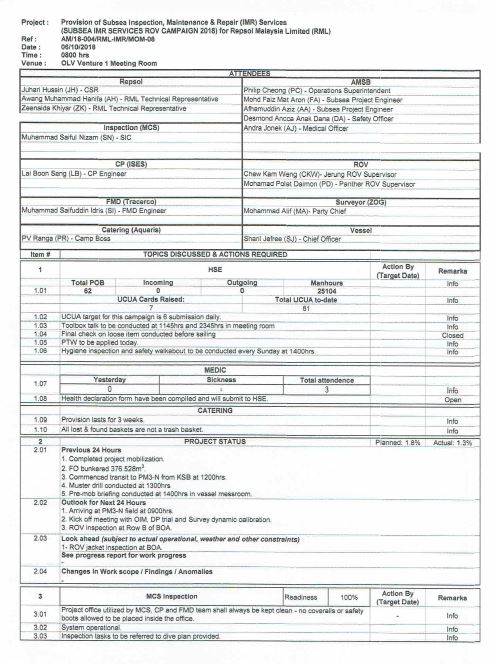 Project : Provision of Subsea Inspection, Maintenance & Repair (IMR) Services
(SUBSEA IMR SERVICES ROV CAMPAIGN 2018) for Repsol Malaysia Limited (RML)
Ref : AM/18-004/RML-IMR/MOM-08
Date : 06/10/2018
Time : 0800 hrs
Venue : OLV Venture 1 Meeting Room
ATTENDEES
Repsol AMSB
Juhari Hussin (JH) - CSR Philip Cheong (PC) - Operations Superintendent
Awang Muhammad Hanifa (AH) - RML Technical Representative Mohd Faiz Mat Aron (FA) - Subsea Project Engineer
Zeenaida Khiyar (ZK) - RML Technical Representative Afhamuddin Aziz (AA) - Subsea Project Engineer
Desmond Ancca Anak Dana (DA) - Safety Officer
Inspection (MCS) Andra Jonek (AJ) - Medical Officer
Muhammad Saiful Nizam (SN) - SIC
CP (ISES) ROV
Lai Boon Sang (LB) - CP Engineer Chew Kam Weng (CKW)- Jerung ROV Supervisor
Mohamad Polst Daimon (PD) - Panther ROV Supervisor
FMD (Tracerco) Surveyor (ZOG)
Muhammad Saifuddin Idris (SI) - FMD Engineer Mohammed Alif (MA)- Party Chief
Catering (Aqueris) Vessel
PV Ranga (PR) - Camp Boss Sharil Jefree (SJ) - Chief Officer
Item # TOPICS DISCUSSED & ACTIONS REQUIRED
1 HSE Action By (Target Date) Remarks
Total POB Incoming Outgoing Manhours Info
1.01 62 0 0 25104
UCUA Cards Raised: Total UCUA to-date Info
7 81
1.02 UCUA target for this campaign is 6 submission daily. Info
1.03 Toolbox talk to be conducted at 1145hrs and 2345hrs in meeting room Info
1.04 Final check on loose item conducted before sailing Closed
1.05 PTW to be applied today. Info
1.06 Hygiene inspection and safety walkabout to be conducted every Sunday at 1400hrs. Info
MEDIC
1.07 Yesterday Sickness Total attendence
0 - 3 Info
1.08 Health declaration form have been compiled and will submit to HSE. Open
CATERING
1.09 Provision lasts for 3 weeks. Info
1.10 All lost & found baskets are not a trash basket. Info
2 PROJECT STATUS Planned: 1.8% Actual: 1.3%
2.01 Previous 24 Hours
1. Completed project mobilization.
2. FO bunkered 376.528m³.
3. Commenced transit to PM3-N from KSB at 1200hrs.
4. Muster drill conducted at 1300hrs
5. Pre-mob briefing conducted at 1400hrs in vessel messroom.
2.02 Outlook for Next 24 Hours
1. Arriving at PM3-N field at 0900hrs.
2. Kick off meeting with OIM, DP trial and Survey dynamic calibration.
3. ROV inspection at Row B of BOA.
2.03 Look ahead (subject to actual operational, weather and other constraints)
1- ROV jacket inspection at BOA.
See progress report for work progress
-
2.04 Changes in Work scope / Findings / Anomalies
-
3 MCS Inspection Readiness 100% Action By (Target Date) Remarks
3.01 Project office utilized by MCS, CP and FMD team shall always be kept clean - no coveralls or safety - Info
boots allowed to be placed inside the office.
3.02 System operational. Info
3.03 Inspection tasks to be referred to dive plan provided. Info